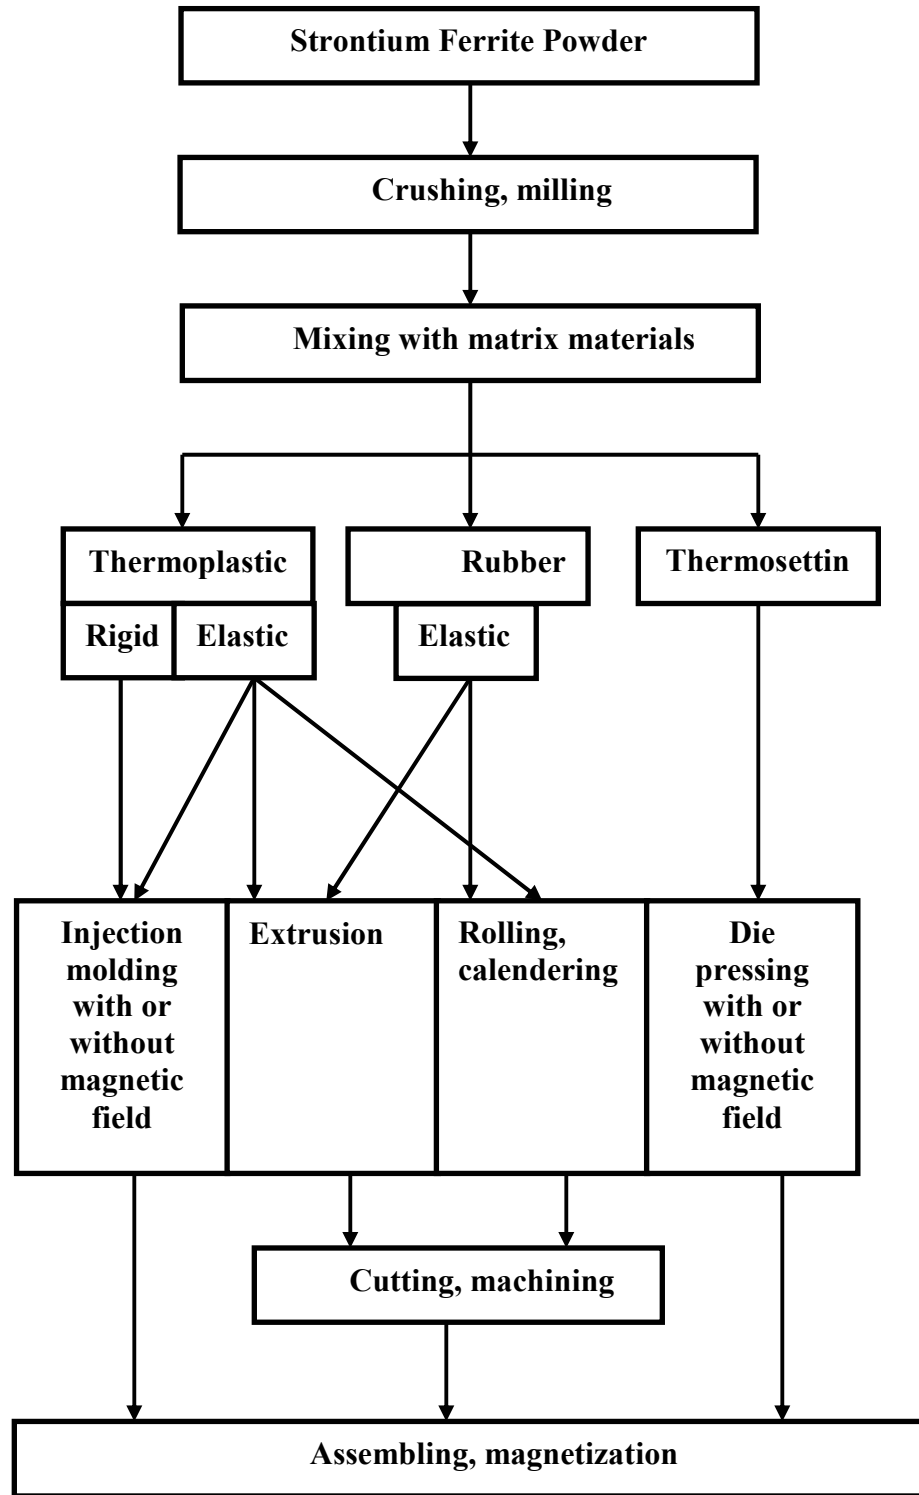 Strontium Ferrite Powder
Crushing, milling
Mixing with matrix materials
Thermoplastic
Rubber
Thermosettin
Rigid
Elastic
Elastic
Injection
molding
with or
without
magnetic
field
Extrusion
Rolling,
calendering
Die
pressing
with or
without
magnetic
field
Cutting, machining
Assembling, magnetization